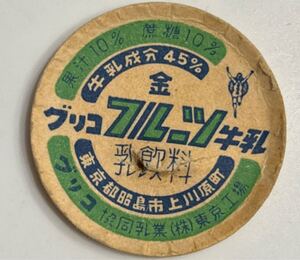 果汁10% 蔗糖10%
牛乳成分45%
金
グリコ フルーツ 牛乳
乳飲料
東京都昭島市上川原町
グリコ協同乳業(株)東京工場